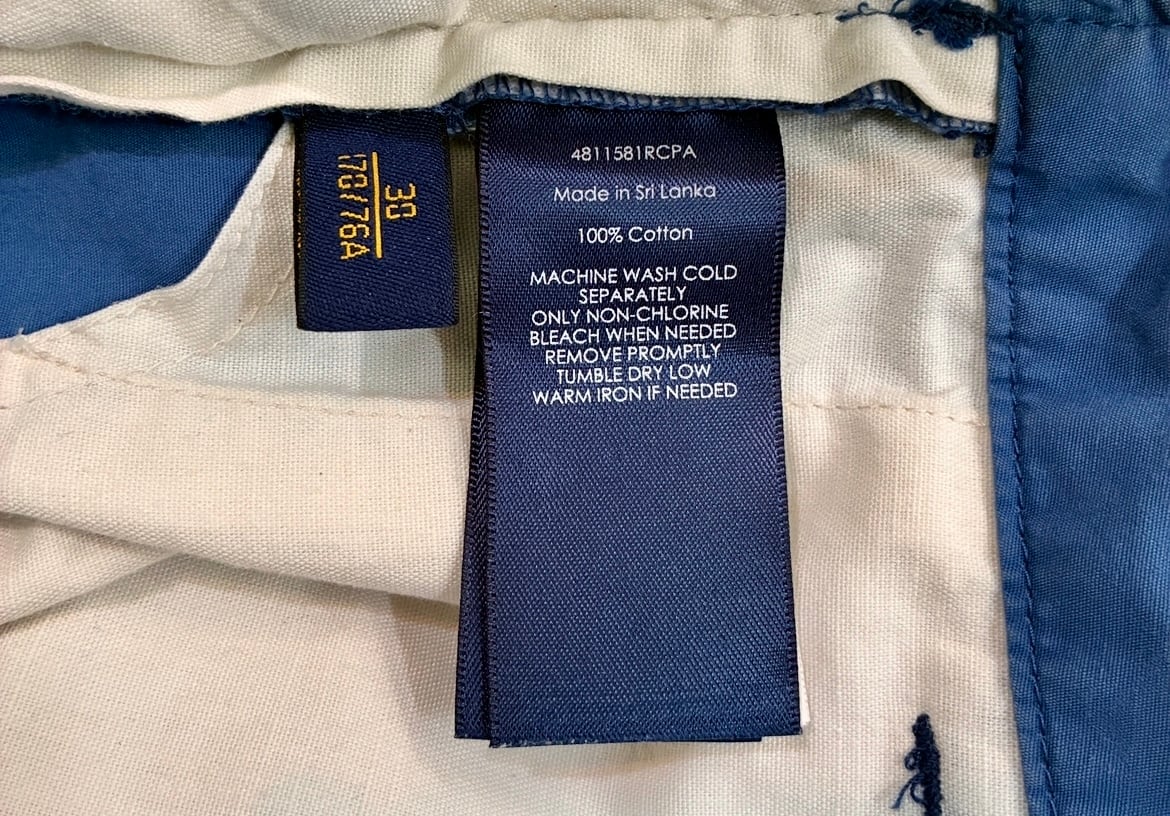 30
178/76A
4811581RCPA
Made in Sri Lanka
100% Cotton
MACHINE WASH COLD
SEPARATELY
ONLY NON-CHLORINE
BLEACH WHEN NEEDED
REMOVE PROMPTLY
TUMBLE DRY LOW
WARM IRON IF NEEDED